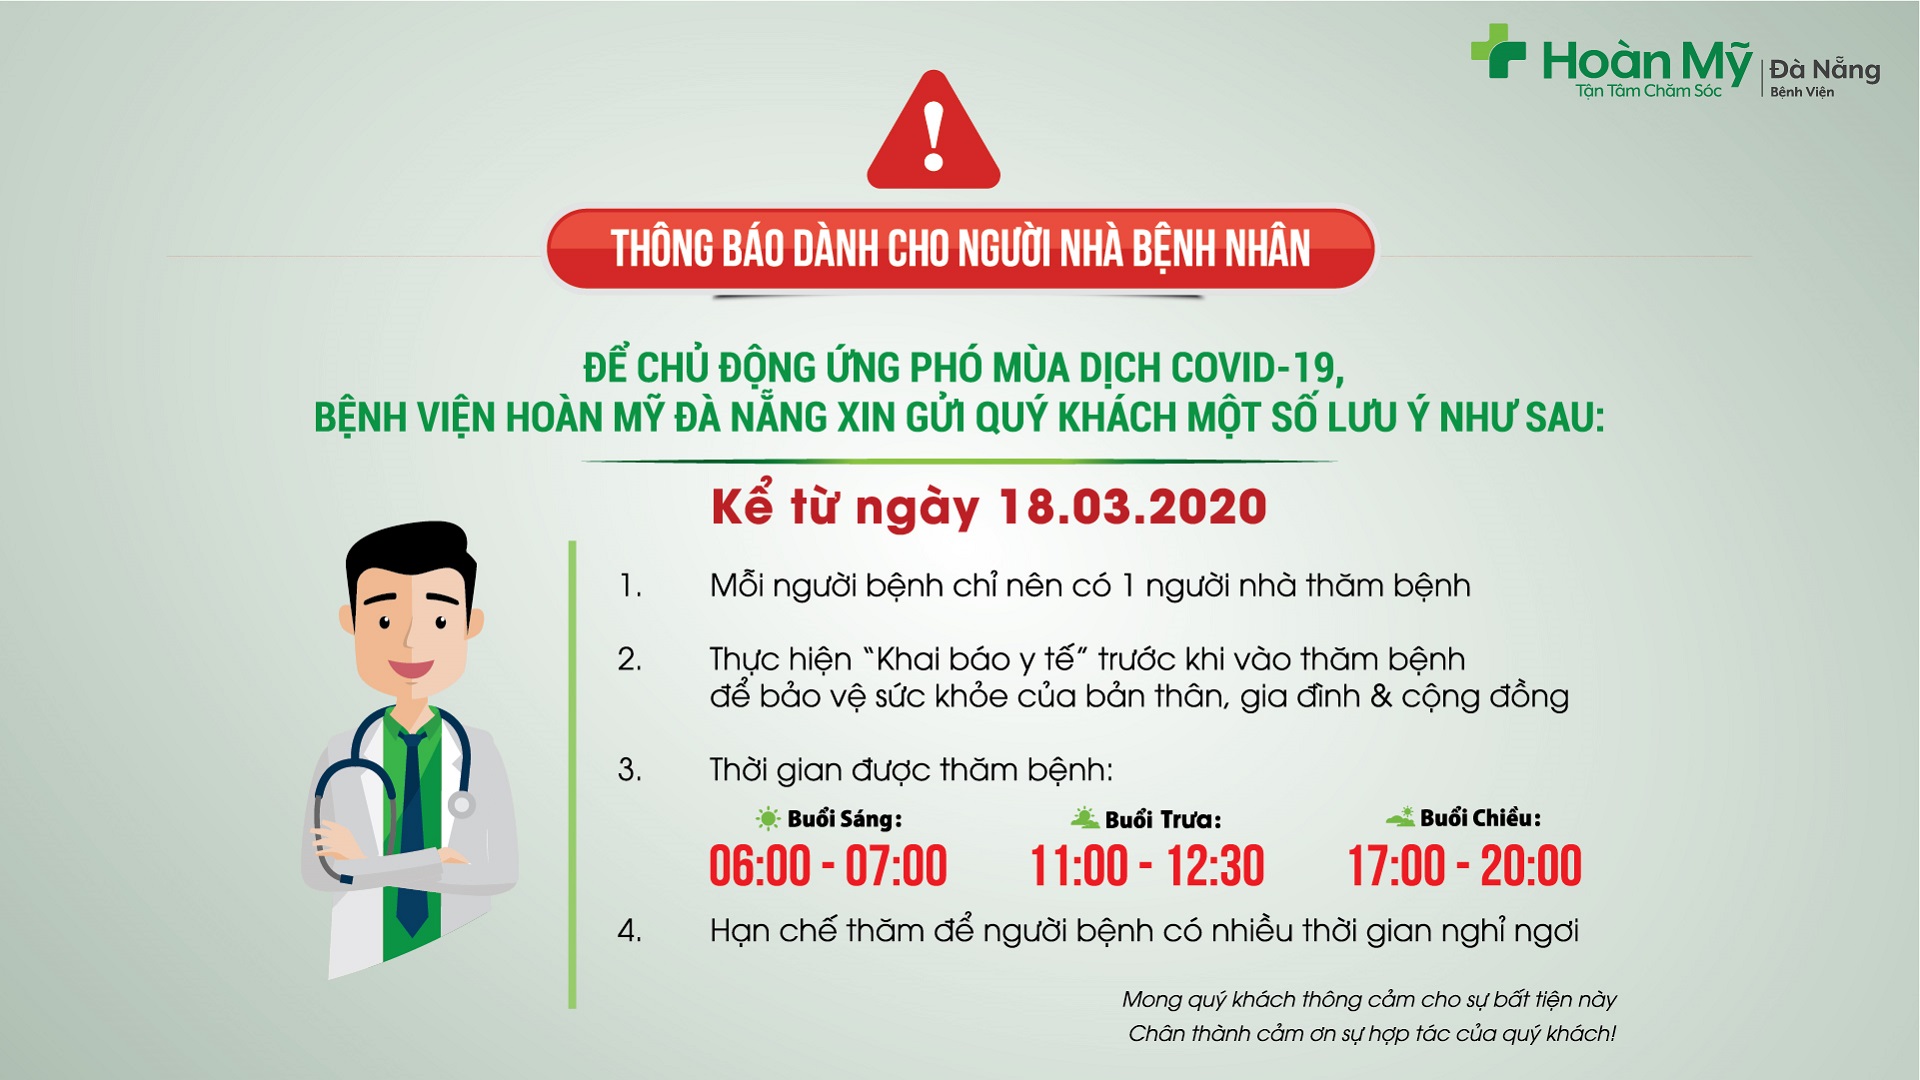 Hoàn Mỹ
Tận Tâm Chăm Sóc
Đà Nẵng
Bệnh Viện
THÔNG BÁO DÀNH CHO NGƯỜI NHÀ BỆNH NHÂN
ĐỂ CHỦ ĐỘNG ỨNG PHÓ MÙA DỊCH COVID-19,
BỆNH VIỆN HOÀN MỸ ĐÀ NẴNG XIN GỬI QUÝ KHÁCH MỘT SỐ LƯU Ý NHƯ SAU:
Kể từ ngày 18.03.2020
1. Mỗi người bệnh chỉ nên có 1 người nhà thăm bệnh
2. Thực hiện “Khai báo y tế” trước khi vào thăm bệnh
để bảo vệ sức khỏe của bản thân, gia đình & cộng đồng
3. Thời gian được thăm bệnh:
Buổi Sáng: Buổi Trưa: Buổi Chiều:
06:00 - 07:00 11:00 - 12:30 17:00 - 20:00
4. Hạn chế thăm để người bệnh có nhiều thời gian nghỉ ngơi
Mong quý khách thông cảm cho sự bất tiện này
Chân thành cảm ơn sự hợp tác của quý khách!